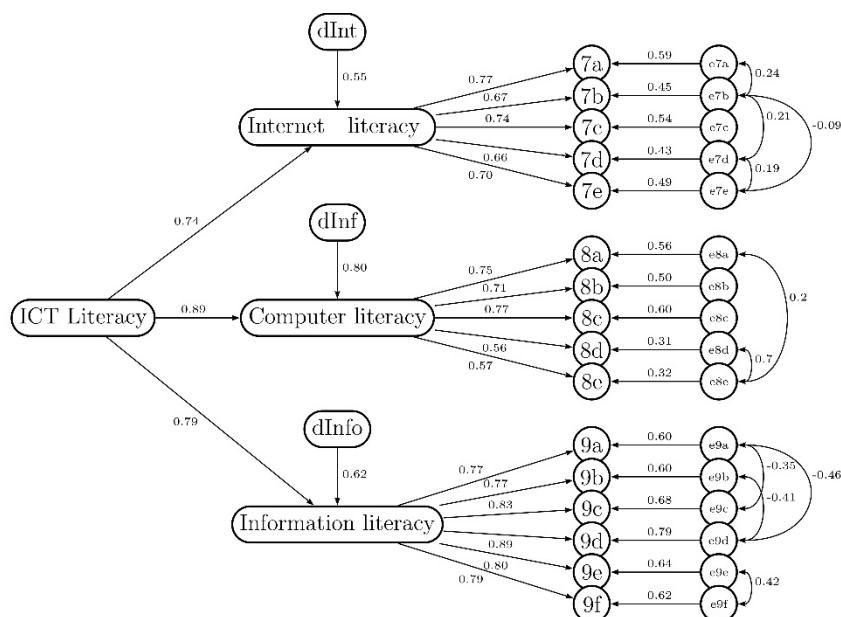 dInt
0.55
Internet literacy
0.77
0.67
0.74
0.66
0.70
7a 0.59 e7a
7b 0.45 e7b
7c 0.54 e7c
7d 0.43 e7d
7e 0.49 e7e
0.24
0.21
-0.09
0.19
0.74
dInf
0.80
ICT Literacy
0.89
Computer literacy
0.75
0.71
0.77
0.56
0.57
8a 0.56 e8a
8b 0.50 e8b
8c 0.60 e8c
8d 0.31 e8d
8e 0.32 e8e
0.2
0.7
0.79
dInfo
0.62
Information literacy
0.77
0.77
0.83
0.89
0.80
0.79
9a 0.60 e9a
9b 0.60 e9b
9c 0.68 e9c
9d 0.79 e9d
9e 0.64 e9e
9f 0.62 e9f
-0.35
-0.46
-0.41
0.42